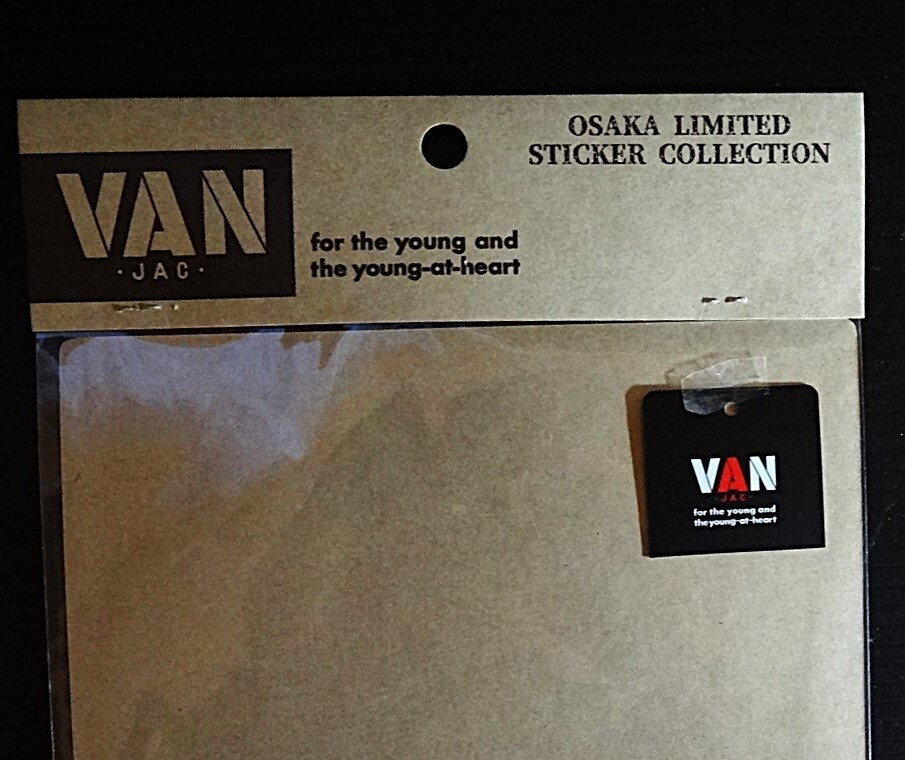 OSAKA LIMITED
STICKER COLLECTION
VAN
·JAC·
for the young and
the young-at-heart
VAN
·JAC·
for the young and
the young-at-heart